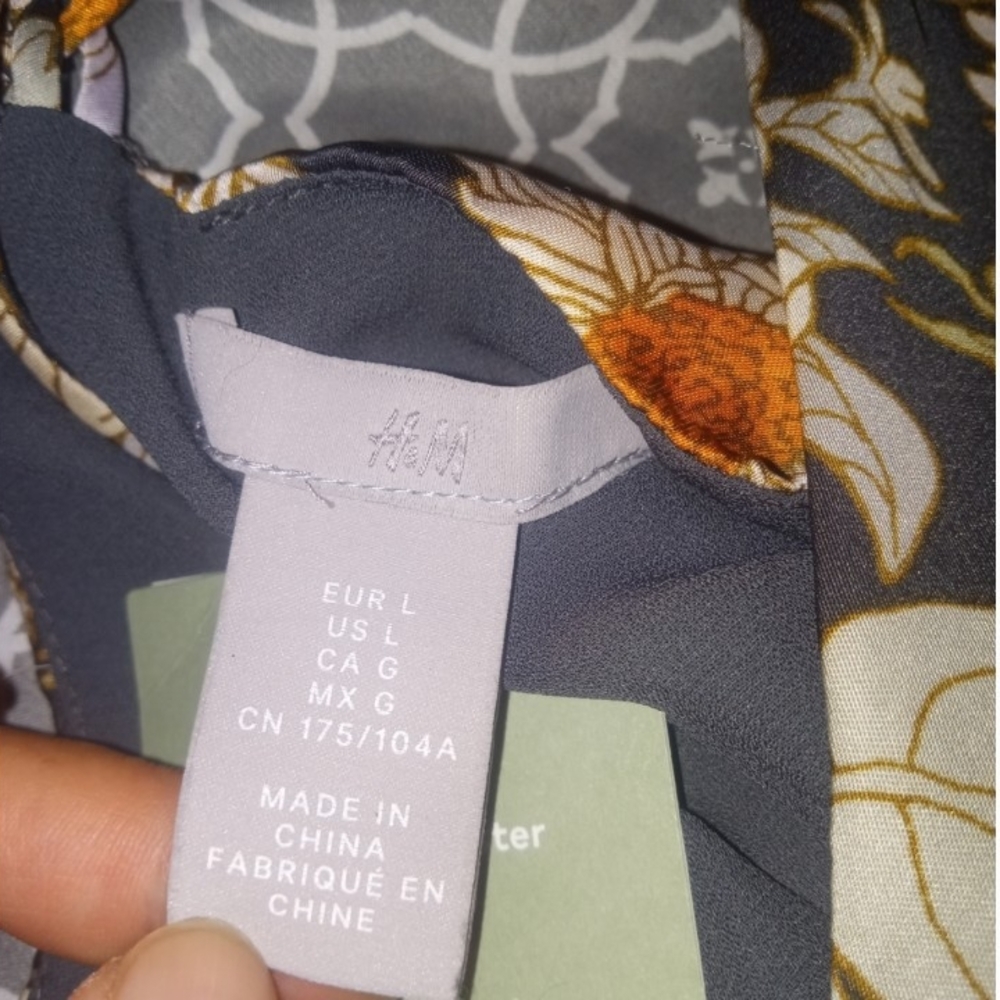 H&M
EUR L
US L
CA G
MX G
CN 175/104A
MADE IN
CHINA
FABRIQUÉ EN
CHINE
ter